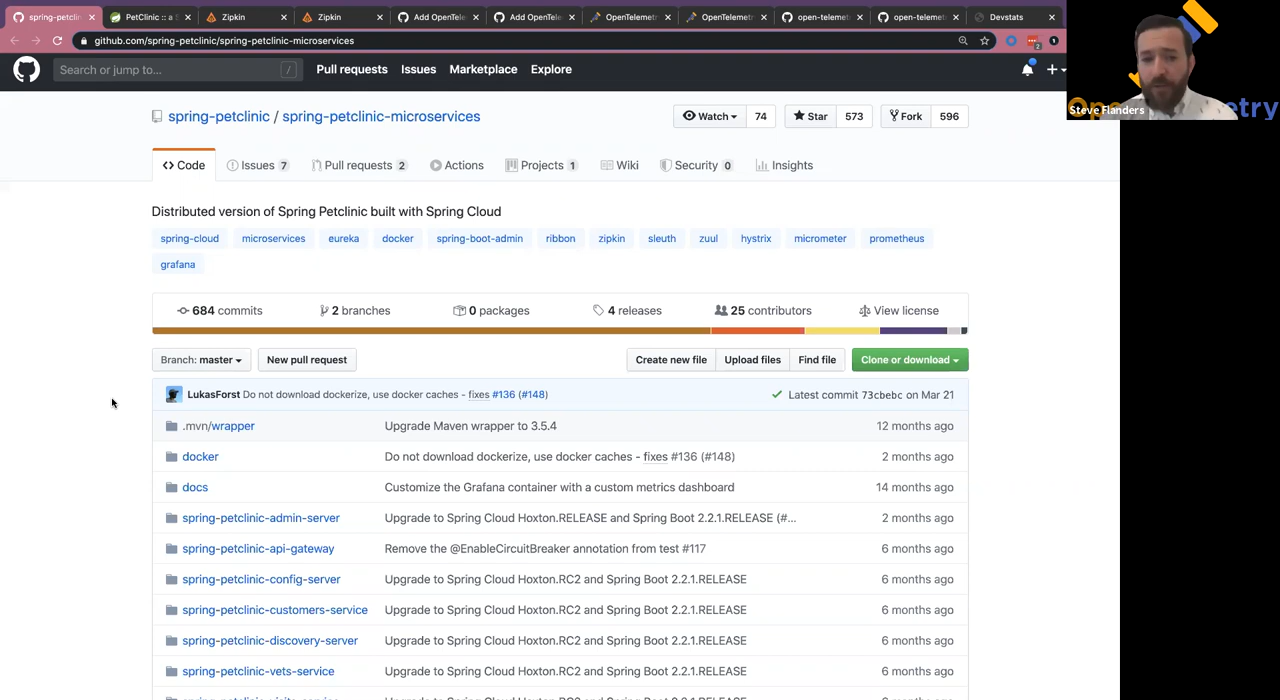 spring-petclin
PetClinic :: a S
Zipkin
Zipkin
Add OpenTele
Add OpenTele
OpenTelemetr
OpenTelemetr
open-telemet
open-telemet
Devstats
github.com/spring-petclinic/spring-petclinic-microservices
2
Search or jump to...
/
Pull requests
Issues
Marketplace
Explore
Steve Flanders
spring-petclinic / spring-petclinic-microservices
Watch
74
Star
573
Fork
596
Code
Issues 7
Pull requests 2
Actions
Projects 1
Wiki
Security 0
Insights
Distributed version of Spring Petclinic built with Spring Cloud
spring-cloud
microservices
eureka
docker
spring-boot-admin
ribbon
zipkin
sleuth
zuul
hystrix
micrometer
prometheus
grafana
684 commits
2 branches
0 packages
4 releases
25 contributors
View license
Branch: master
New pull request
Create new file
Upload files
Find file
Clone or download
LukasForst Do not download dockerize, use docker caches - fixes #136 (#148)
Latest commit 73cbebc on Mar 21
.mvn/wrapper
Upgrade Maven wrapper to 3.5.4
12 months ago
docker
Do not download dockerize, use docker caches - fixes #136 (#148)
2 months ago
docs
Customize the Grafana container with a custom metrics dashboard
14 months ago
spring-petclinic-admin-server
Upgrade to Spring Cloud Hoxton.RELEASE and Spring Boot 2.2.1.RELEASE (#...
2 months ago
spring-petclinic-api-gateway
Remove the @EnableCircuitBreaker annotation from test #117
6 months ago
spring-petclinic-config-server
Upgrade to Spring Cloud Hoxton.RC2 and Spring Boot 2.2.1.RELEASE
6 months ago
spring-petclinic-customers-service
Upgrade to Spring Cloud Hoxton.RC2 and Spring Boot 2.2.1.RELEASE
6 months ago
spring-petclinic-discovery-server
Upgrade to Spring Cloud Hoxton.RC2 and Spring Boot 2.2.1.RELEASE
6 months ago
spring-petclinic-vets-service
Upgrade to Spring Cloud Hoxton.RC2 and Spring Boot 2.2.1.RELEASE
6 months ago